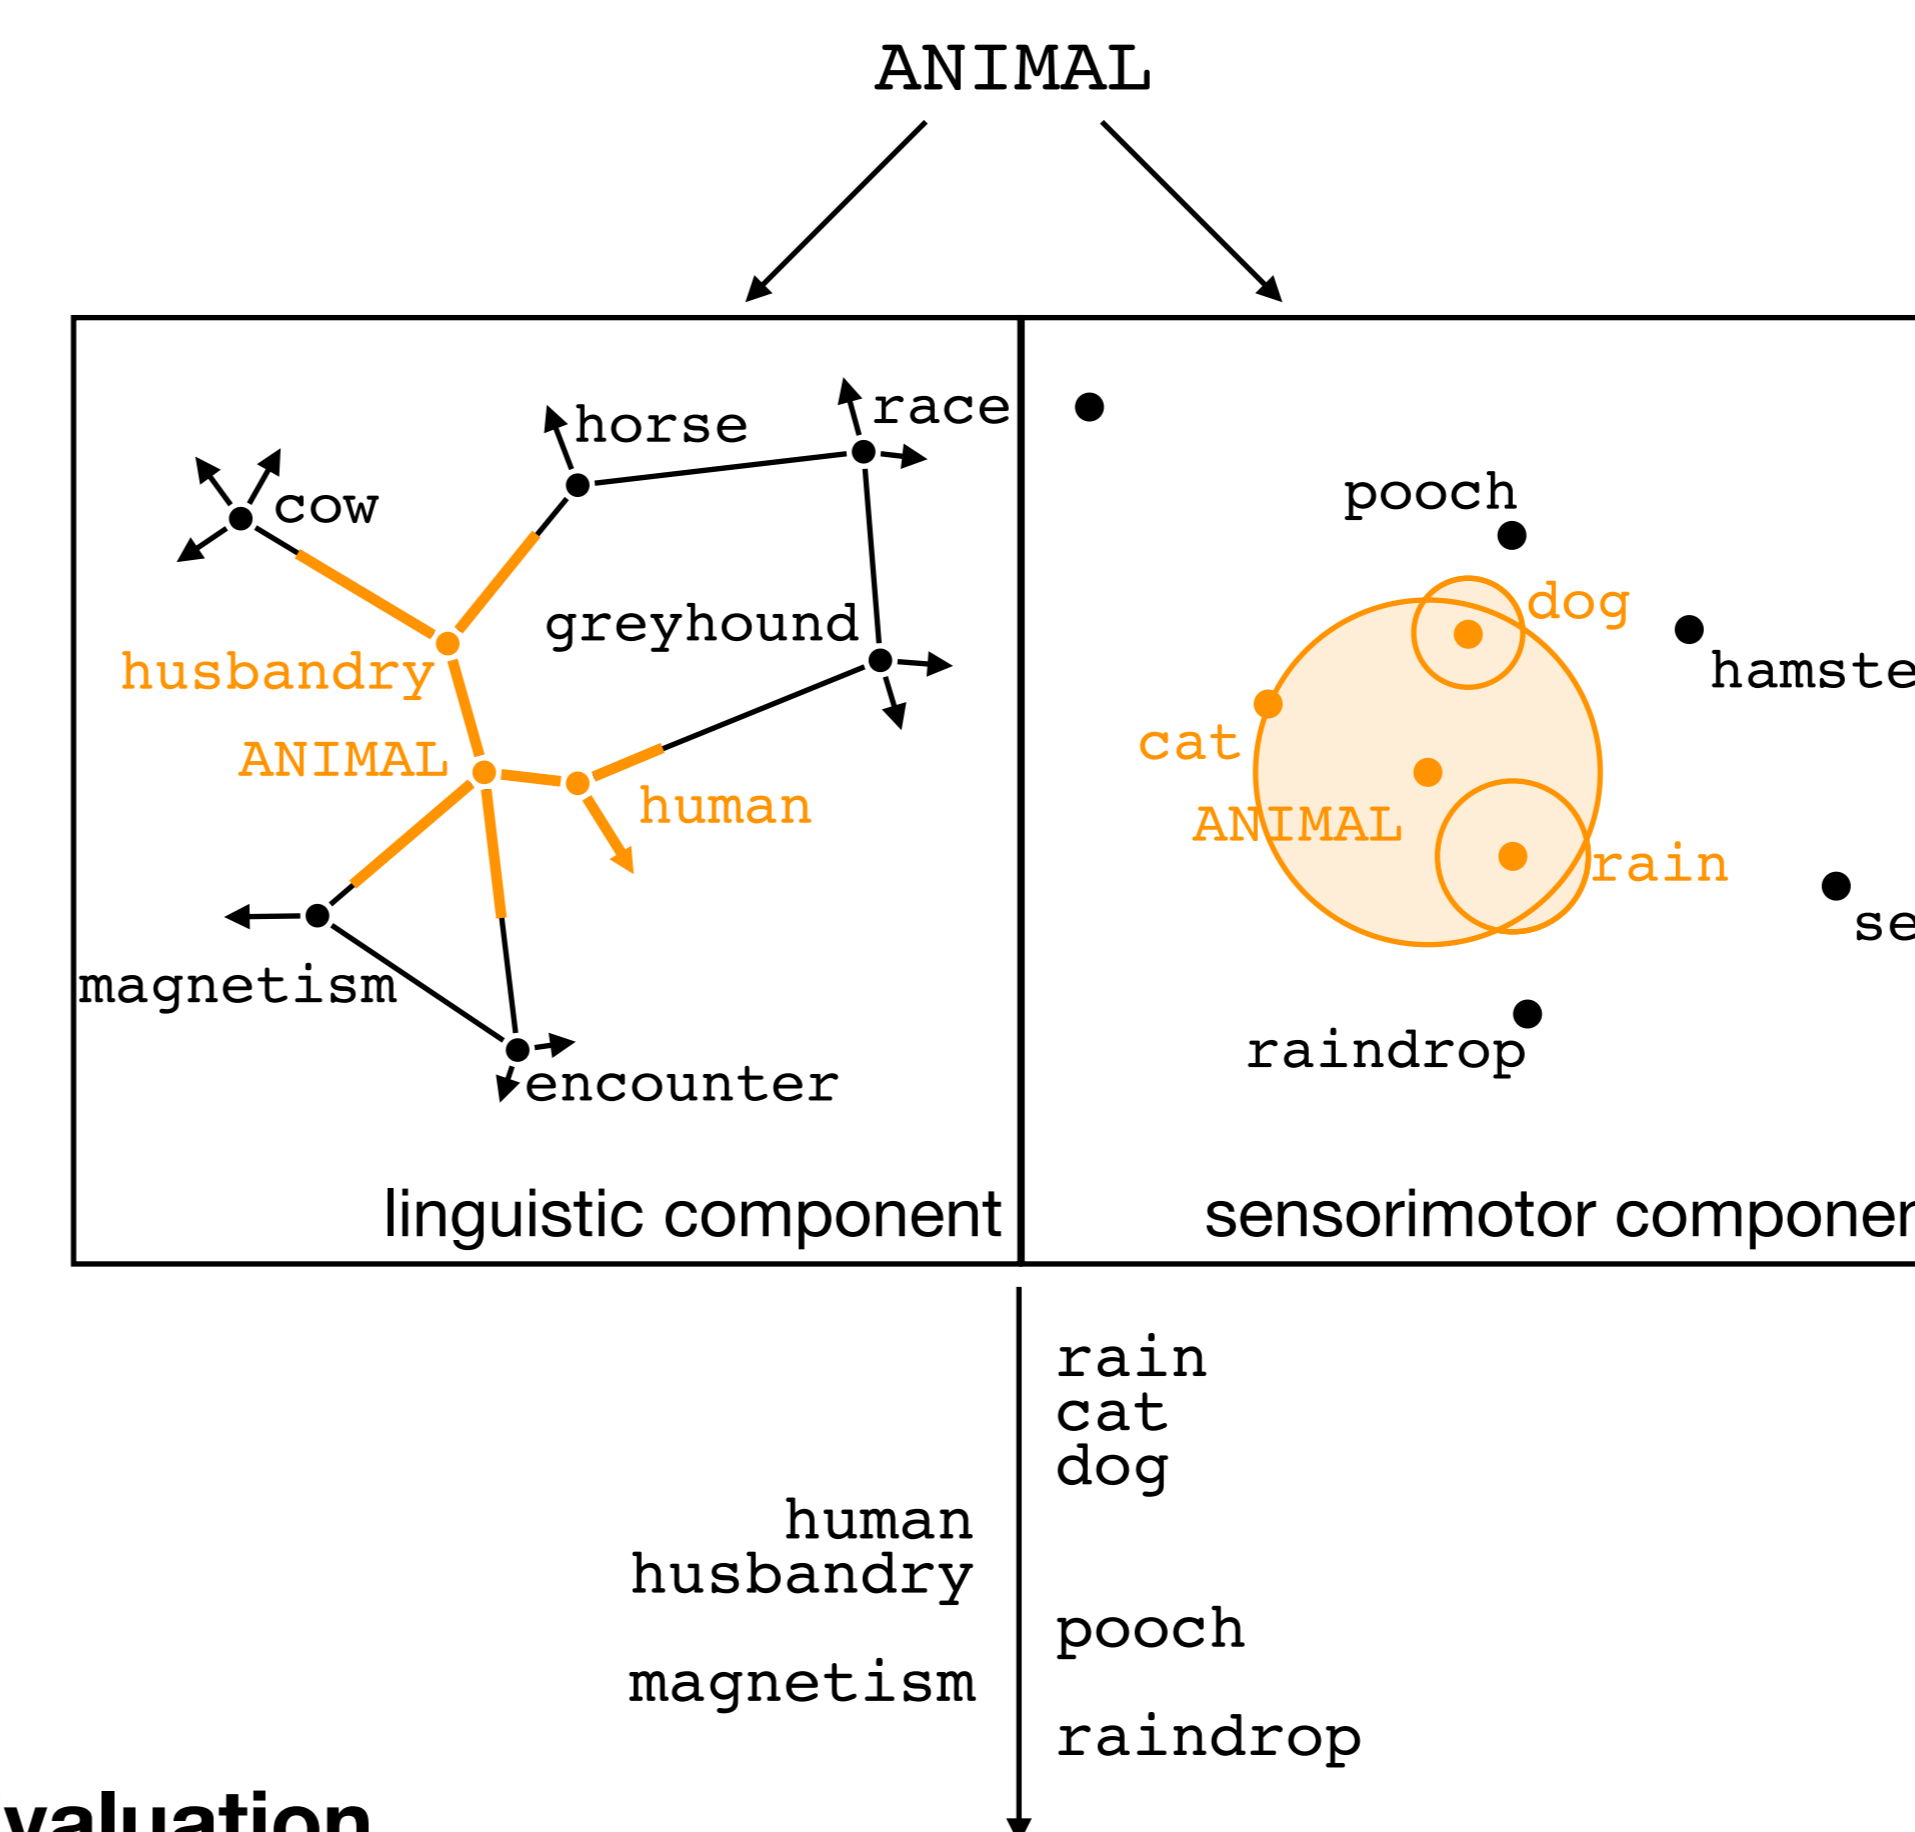 ANIMAL
race
horse
pooch
cow
dog
greyhound
hamste
husbandry
cat
ANIMAL
human
ANIMAL
rain
se
magnetism
raindrop
encounter
linguistic component
sensorimotor componen
rain
cat
dog
human
husbandry
pooch
magnetism
raindrop
valuation